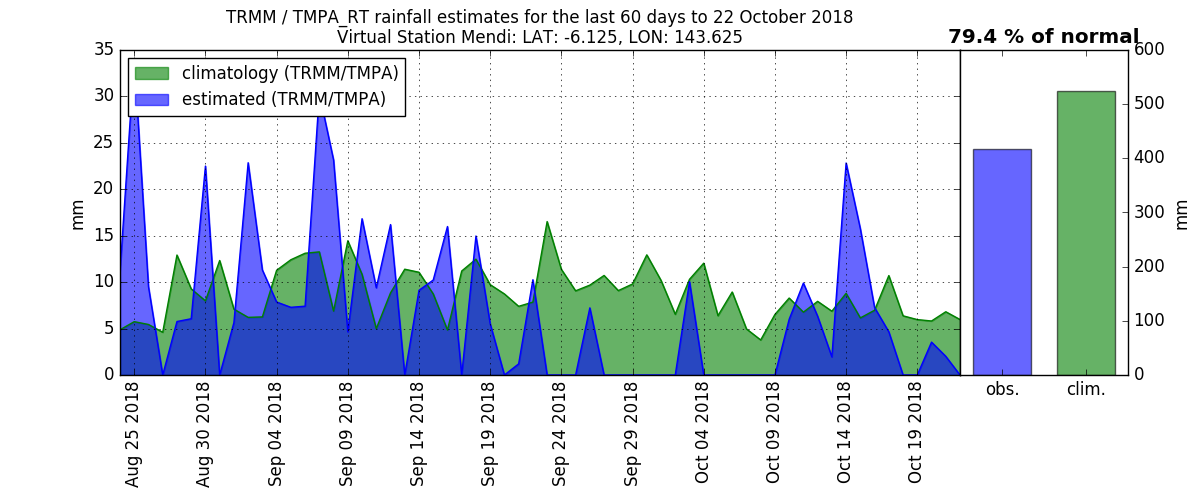 TRMM / TMPA_RT rainfall estimates for the last 60 days to 22 October 2018
Virtual Station Mendi: LAT: -6.125, LON: 143.625
79.4 % of normal
climatology (TRMM/TMPA)
estimated (TRMM/TMPA)
35
30
25
20
15
10
5
0
mm
Aug 25 2018
Aug 30 2018
Sep 04 2018
Sep 09 2018
Sep 14 2018
Sep 19 2018
Sep 24 2018
Sep 29 2018
Oct 04 2018
Oct 09 2018
Oct 14 2018
Oct 19 2018
obs.
clim.
600
500
400
300
200
100
0
mm